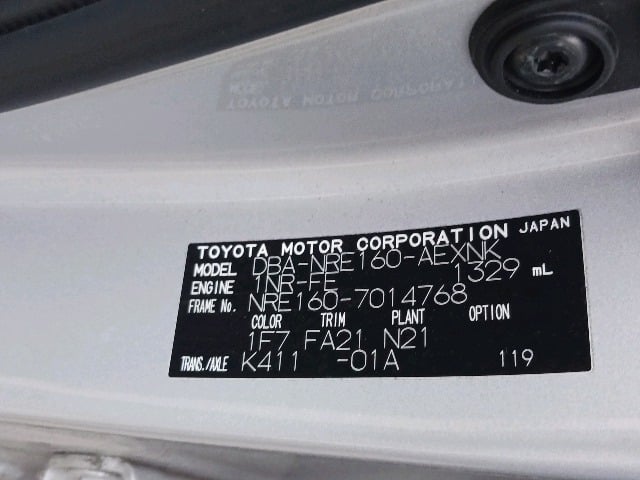 TOYOTA MOTOR CORPORATION JAPAN
MODEL DBA-NRE160-AEXNK
ENGINE 1NR-FE 1329 mL
FRAME No. NRE160-7014768
COLOR TRIM PLANT OPTION
1F7 FA21 N21
TRANS./AXLE K411 -01A 119